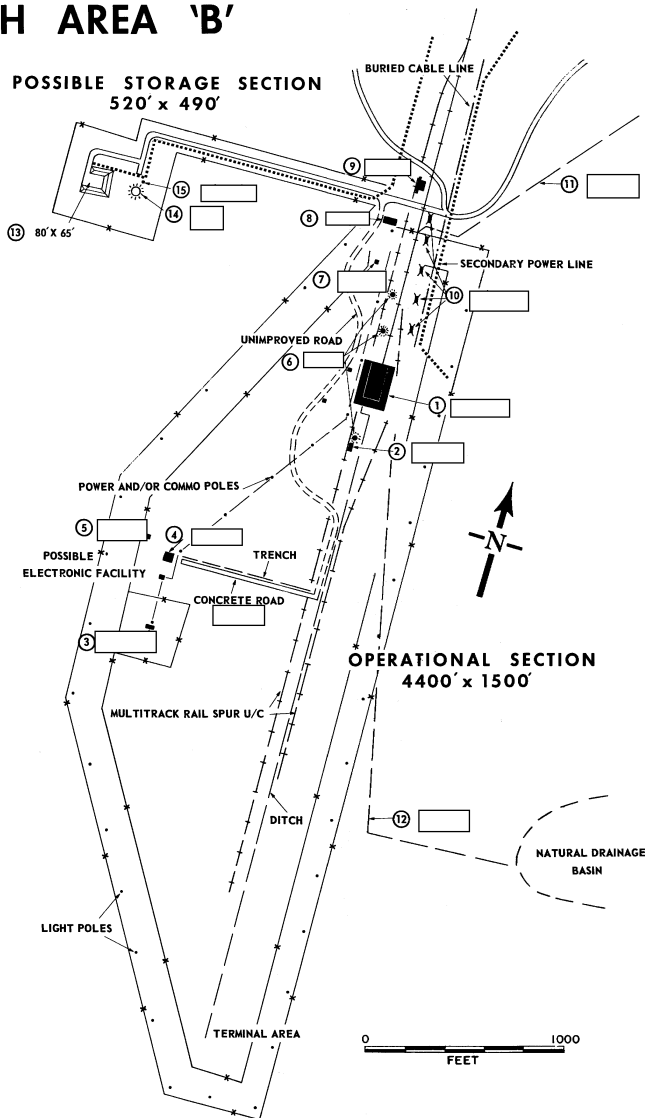 H AREA 'B'
POSSIBLE STORAGE SECTION
520' x 490'
BURIED CABLE LINE
9
11
15
14
13 80' X 65'
8
SECONDARY POWER LINE
7
10
UNIMPROVED ROAD
6
1
2
POWER AND/OR COMMO POLES
5
4
POSSIBLE
ELECTRONIC FACILITY
TRENCH
CONCRETE ROAD
N
3
OPERATIONAL SECTION
4400' x 1500'
MULTITRACK RAIL SPUR U/C
DITCH
12
NATURAL DRAINAGE
BASIN
LIGHT POLES
TERMINAL AREA
0 1000
FEET